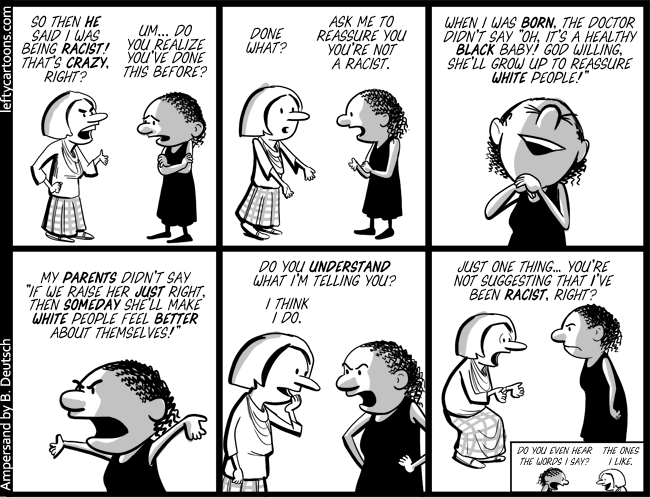 leftycartoons.com
SO THEN HE
SAID I WAS
BEING RACIST!
THAT'S CRAZY,
RIGHT?
UM... DO
YOU REALIZE
YOU'VE DONE
THIS BEFORE?
DONE
WHAT?
ASK ME TO
REASSURE YOU
YOU'RE NOT
A RACIST.
WHEN I WAS BORN, THE DOCTOR
DIDN'T SAY "OH, IT'S A HEALTHY
BLACK BABY! GOD WILLING,
SHE'LL GROW UP TO REASSURE
WHITE PEOPLE!"
MY PARENTS DIDN'T SAY
"IF WE RAISE HER JUST RIGHT,
THEN SOMEDAY SHE'LL MAKE
WHITE PEOPLE FEEL BETTER
ABOUT THEMSELVES!"
DO YOU UNDERSTAND
WHAT I'M TELLING YOU?
I THINK
I DO.
JUST ONE THING... YOU'RE
NOT SUGGESTING THAT I'VE
BEEN RACIST, RIGHT?
DO YOU EVEN HEAR
THE WORDS I SAY?
THE ONES
I LIKE.
Ampersand by B. Deutsch